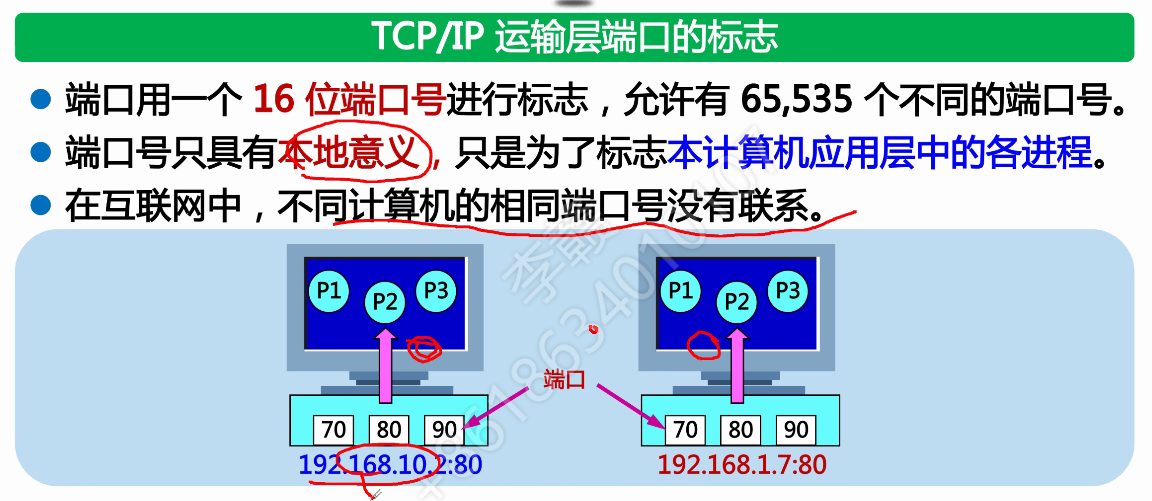 TCP/IP 运输层端口的标志
端口用一个 16 位端口号进行标志，允许有 65,535 个不同的端口号。
端口号只具有本地意义，只是为了标志本计算机应用层中的各进程。
在互联网中，不同计算机的相同端口号没有联系。
P1 P2 P3
P1 P2 P3
端口
70 80 90
70 80 90
192.168.10.2:80
192.168.1.7:80